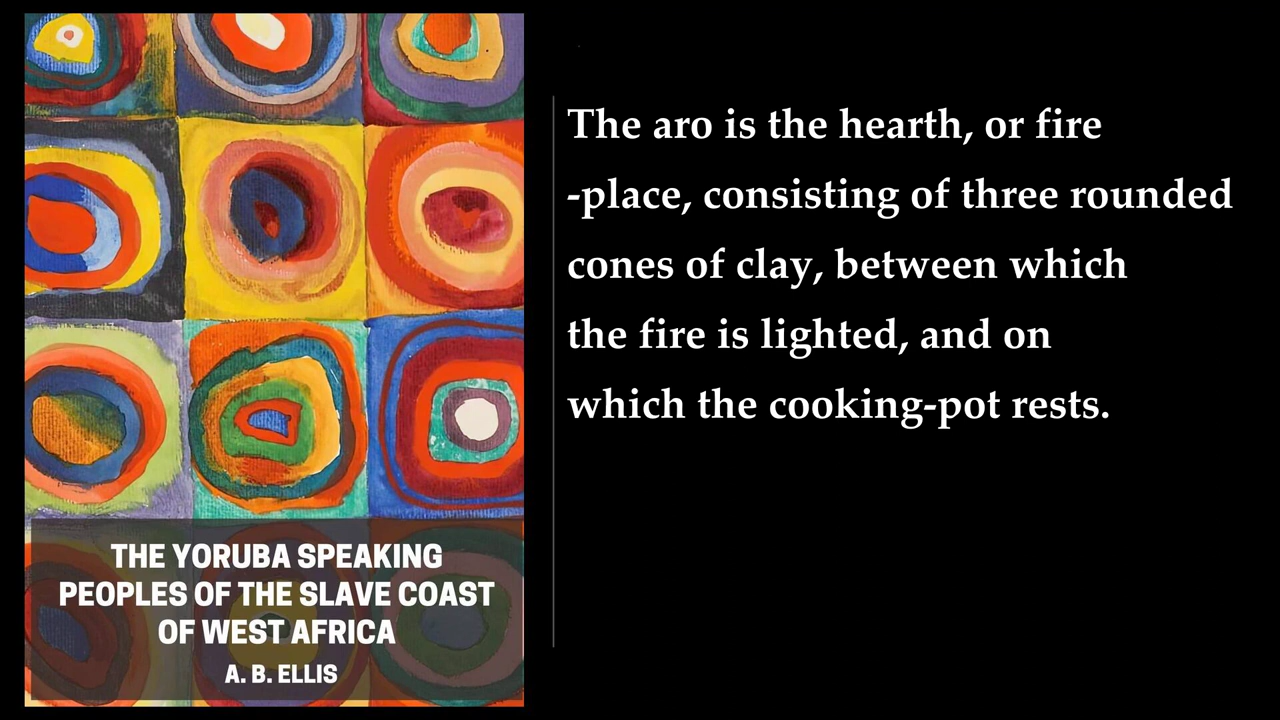 The aro is the hearth, or fire
-place, consisting of three rounded
cones of clay, between which
the fire is lighted, and on
which the cooking-pot rests.
THE YORUBA SPEAKING
PEOPLES OF THE SLAVE COAST
OF WEST AFRICA
A. B. ELLIS